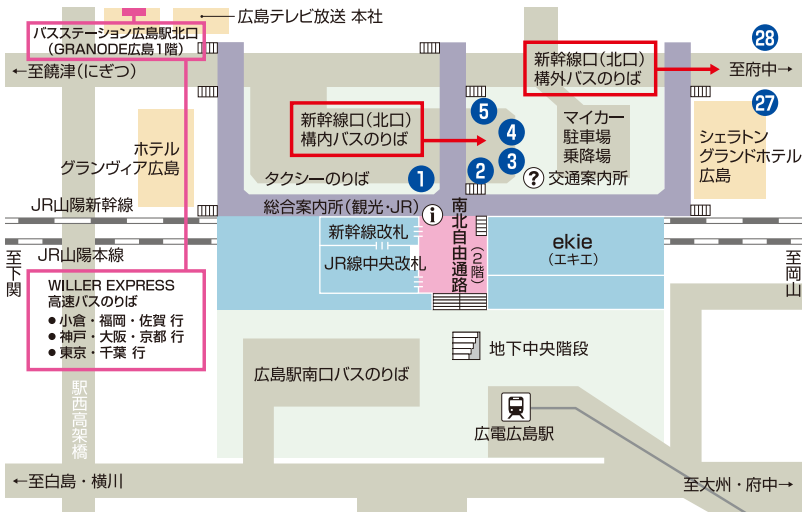 広島テレビ放送 本社
バスステーション広島駅北口
（GRANODE広島1階）
←至饒津（にぎつ）
新幹線口（北口）
構外バスのりば
28
至府中→
27
新幹線口（北口）
構内バスのりば
5
4
3
2
1
マイカー
駐車場
乗降場
? 交通案内所
シェラトン
グランドホテル
広島
ホテル
グランヴィア広島
タクシーのりば
JR山陽新幹線
総合案内所（観光・JR）
i
新幹線改札
JR線中央改札
南北自由通路
（2階）
ekie
（エキエ）
JR山陽本線
至下関
至岡山
WILLER EXPRESS
高速バスのりば
●小倉・福岡・佐賀 行
●神戸・大阪・京都 行
●東京・千葉 行
地下中央階段
広島駅南口バスのりば
駅西高架橋
広電広島駅
←至白島・横川
至大州・府中→